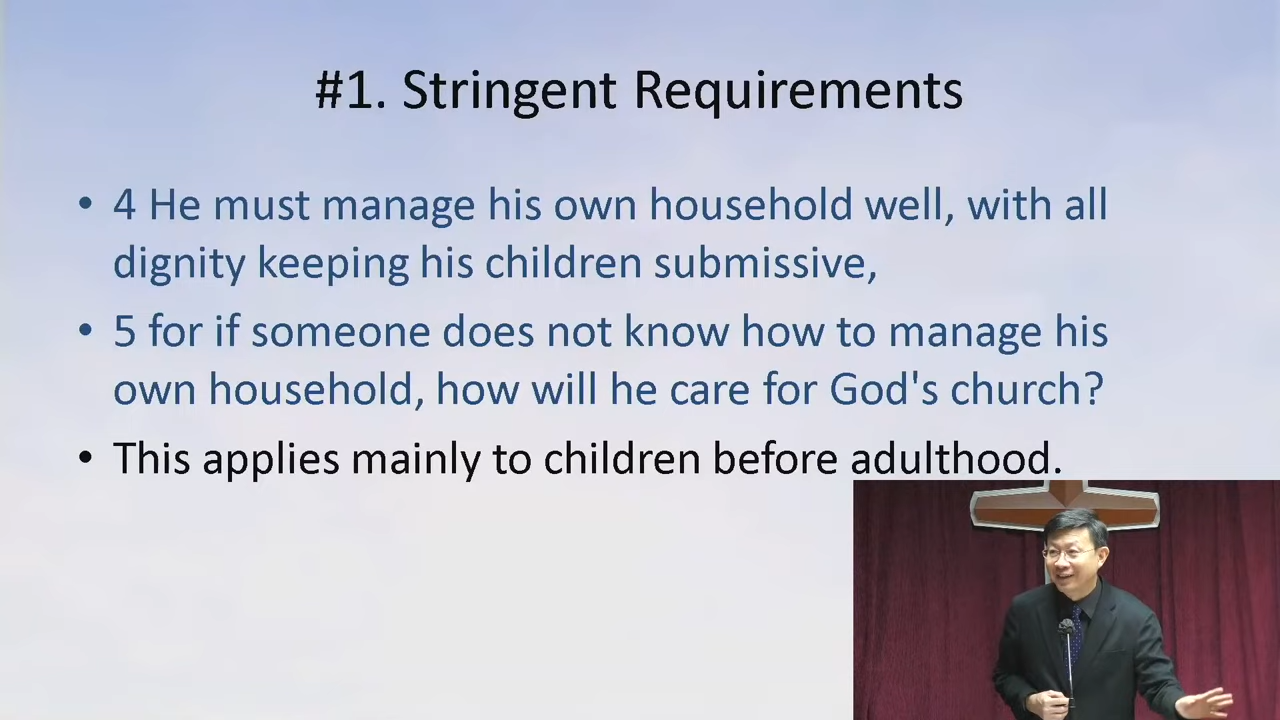 #1. Stringent Requirements
• 4 He must manage his own household well, with all
dignity keeping his children submissive,
• 5 for if someone does not know how to manage his
own household, how will he care for God's church?
• This applies mainly to children before adulthood.